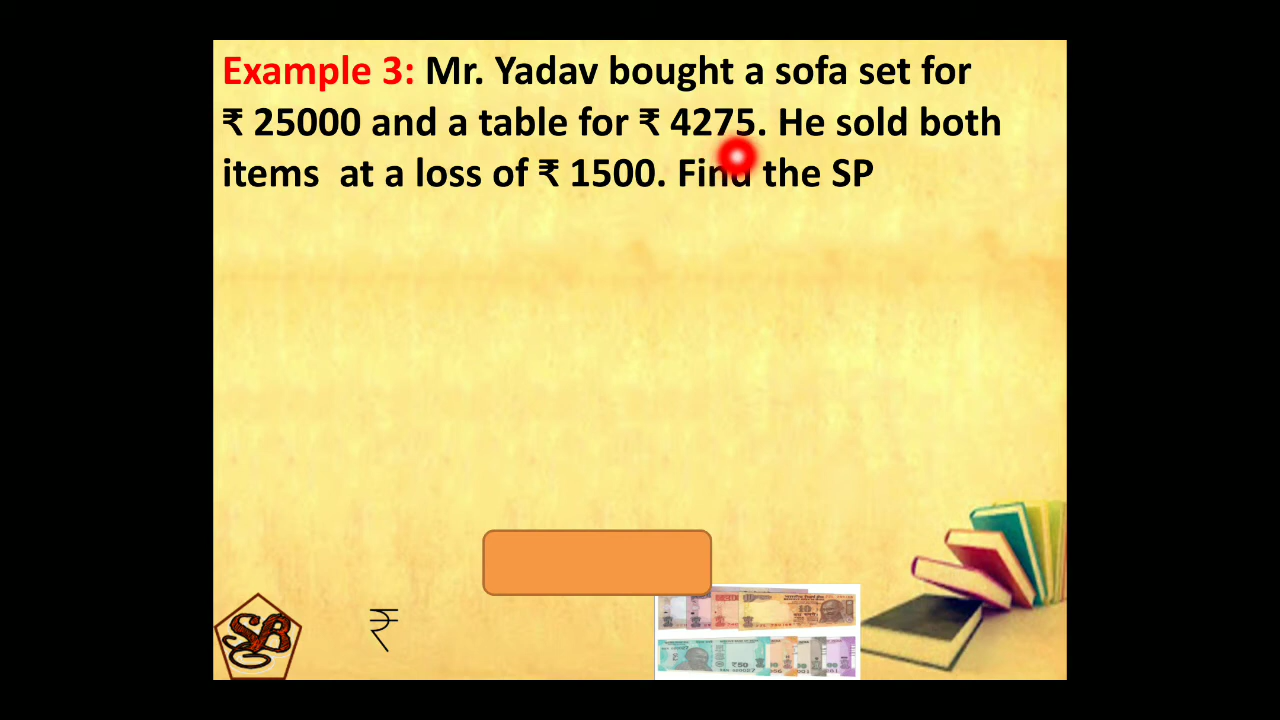 Example 3: Mr. Yadav bought a sofa set for
₹ 25000 and a table for ₹ 4275. He sold both
items at a loss of ₹ 1500. Find the SP
SB
₹